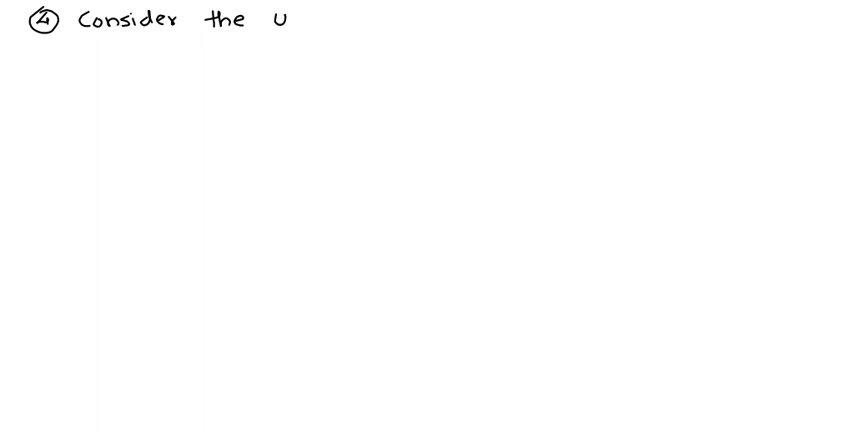 ④ Consider the u